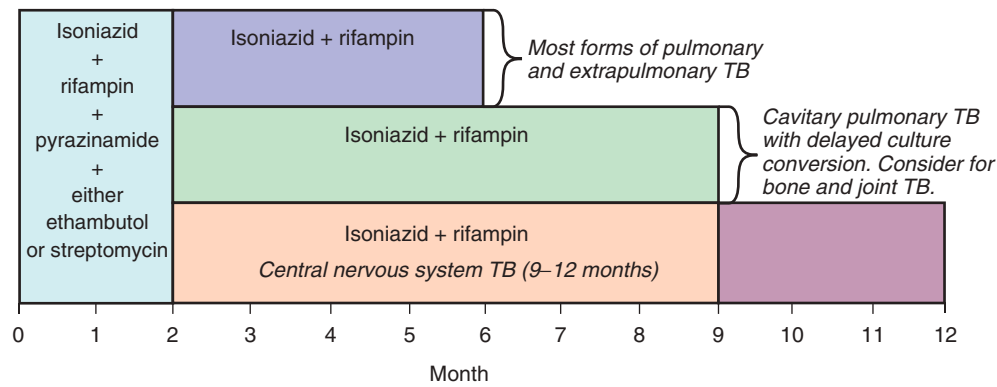 Isoniazid
+
rifampin
+
pyrazinamide
+
either
ethambutol
or streptomycin
Isoniazid + rifampin
Most forms of pulmonary
and extrapulmonary TB
Isoniazid + rifampin
Cavitary pulmonary TB
with delayed culture
conversion. Consider for
bone and joint TB.
Isoniazid + rifampin
Central nervous system TB (9–12 months)
0 1 2 3 4 5 6 7 8 9 10 11 12
Month